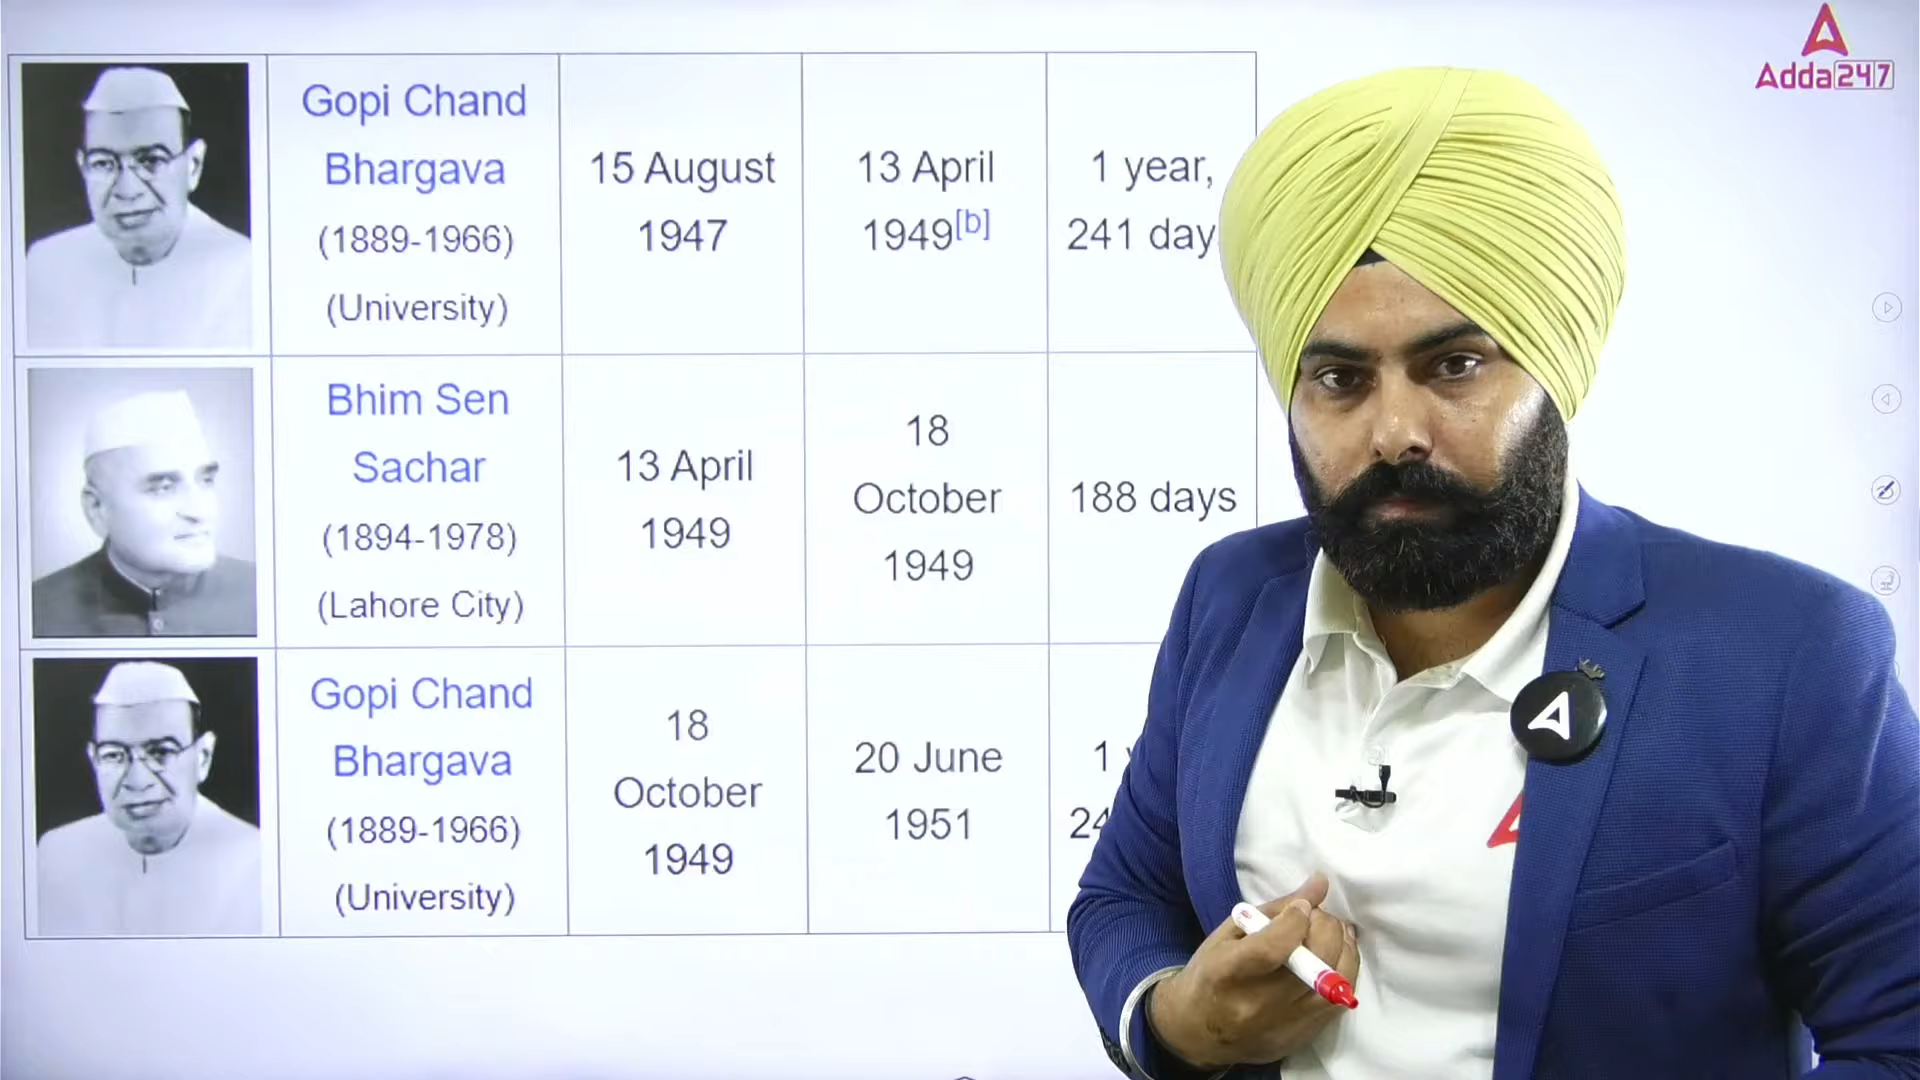 Adda247
Gopi Chand
Bhargava
(1889-1966)
(University)
15 August
1947
13 April
1949[b]
1 year,
241 day
Bhim Sen
Sachar
(1894-1978)
(Lahore City)
13 April
1949
18
October
1949
188 days
Gopi Chand
Bhargava
(1889-1966)
(University)
18
October
1949
20 June
1951
1
24